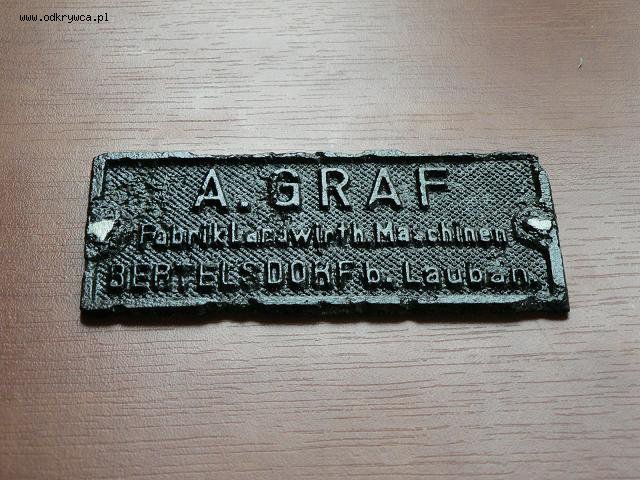 www.odkrywca.pl
A. GRAF
Fabrik Landwirth. Maschinen
BERTELSDORF b. Lauban.